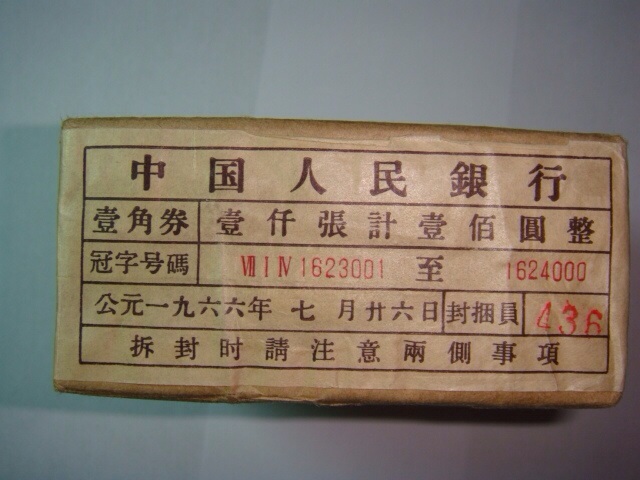 中国人民銀行
壹角券 壹仟張計壹佰圓整
冠字号碼 Ⅶ Ⅰ Ⅳ 1623001 至 1624000
公元一九六六年 七月廿六日 封捆員 436
拆封时請注意兩側事項